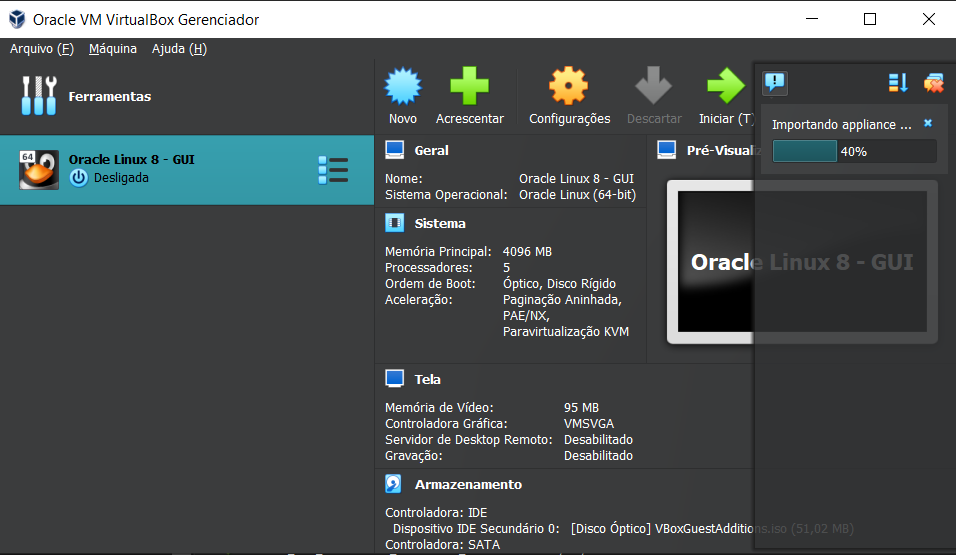 Oracle VM VirtualBox Gerenciador
Arquivo (F) Máquina Ajuda (H)
Ferramentas
Novo Acrescentar Configurações Descartar Iniciar (T)
64
Oracle Linux 8 - GUI
Desligada
Importando appliance ...
40%
Geral
Nome: Oracle Linux 8 - GUI
Sistema Operacional: Oracle Linux (64-bit)
Pré-Visualiz
Oracle Linux 8 - GUI
Sistema
Memória Principal: 4096 MB
Processadores: 5
Ordem de Boot: Óptico, Disco Rígido
Aceleração: Paginação Aninhada,
PAE/NX,
Paravirtualização KVM
Tela
Memória de Vídeo: 95 MB
Controladora Gráfica: VMSVGA
Servidor de Desktop Remoto: Desabilitado
Gravação: Desabilitado
Armazenamento
Controladora: IDE
Dispositivo IDE Secundário 0: [Disco Óptico] VBoxGuestAdditions.iso (51,02 MB)
Controladora: SATA